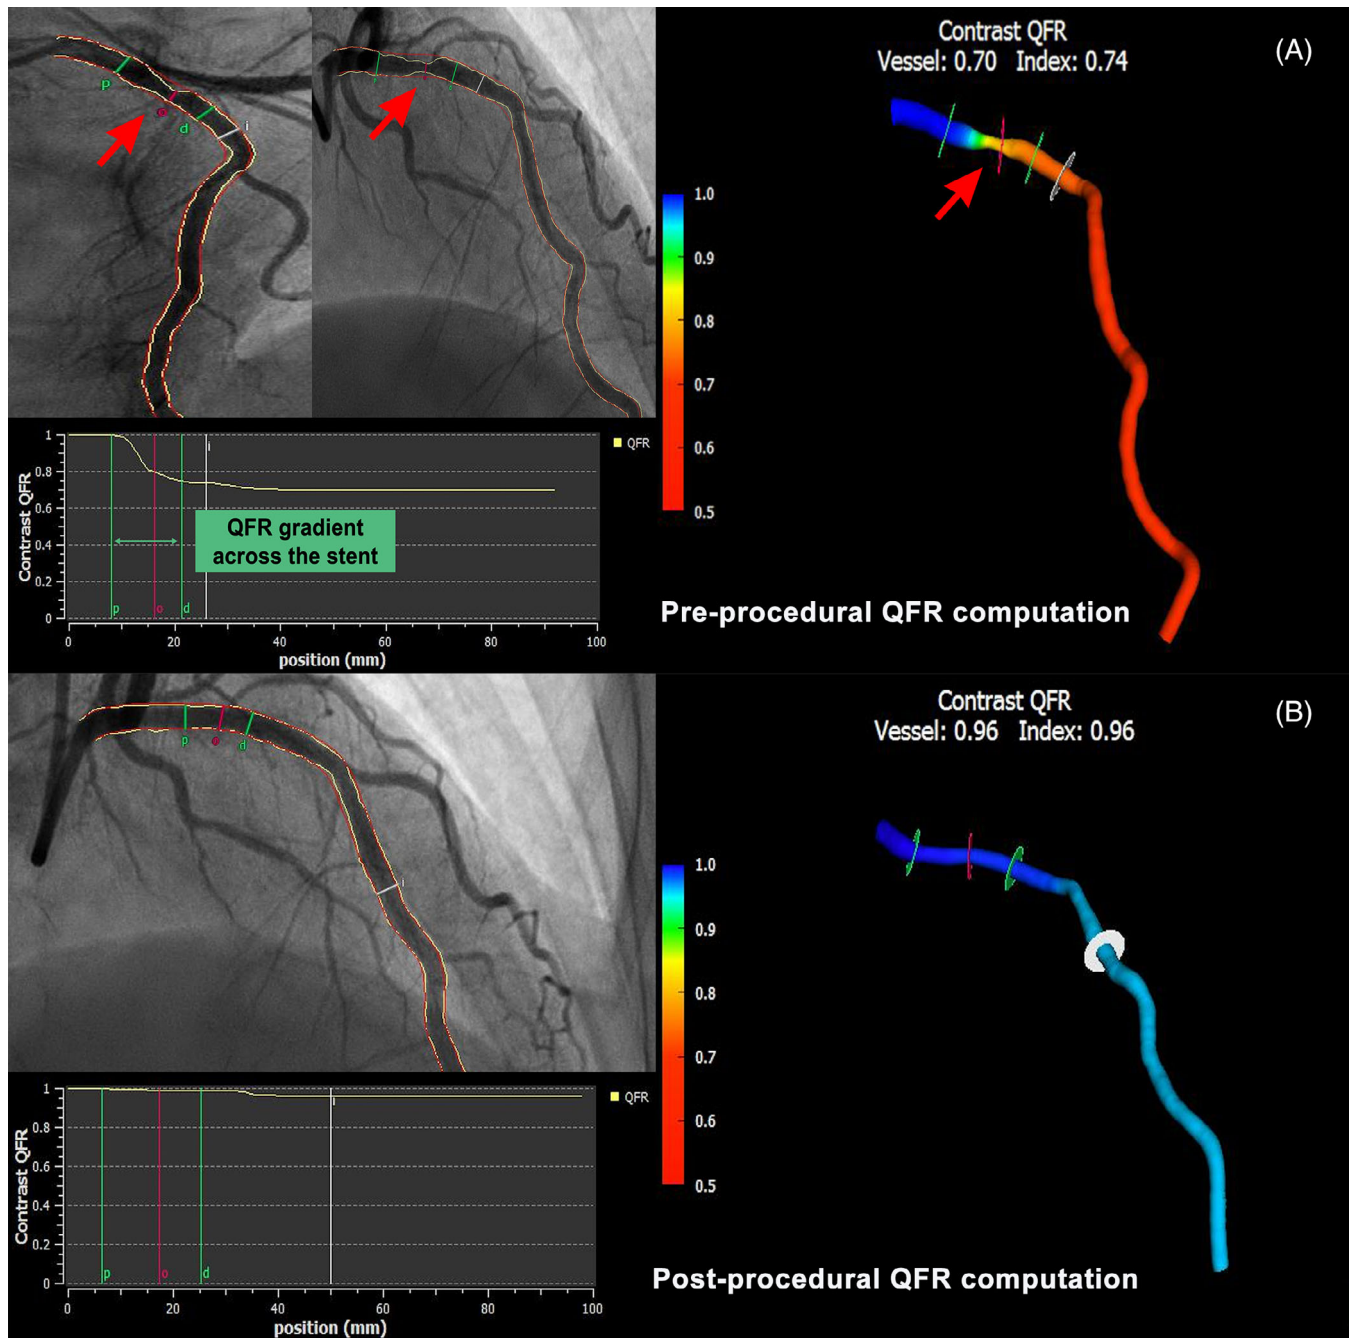 Contrast QFR
Vessel: 0.70 Index: 0.74
(A)
p
o
d
i
1.0
0.9
0.8
0.7
0.6
0.5
Contrast QFR
1
0.8
0.6
0.4
0.2
0
i
QFR
QFR gradient
across the stent
p
o
d
0
20
40
60
80
100
position (mm)
Pre-procedural QFR computation
Contrast QFR
Vessel: 0.96 Index: 0.96
(B)
p
o
d
i
1.0
0.9
0.8
0.7
0.6
0.5
Contrast QFR
1
0.8
0.6
0.4
0.2
0
i
QFR
p
o
d
0
20
40
60
80
100
position (mm)
Post-procedural QFR computation